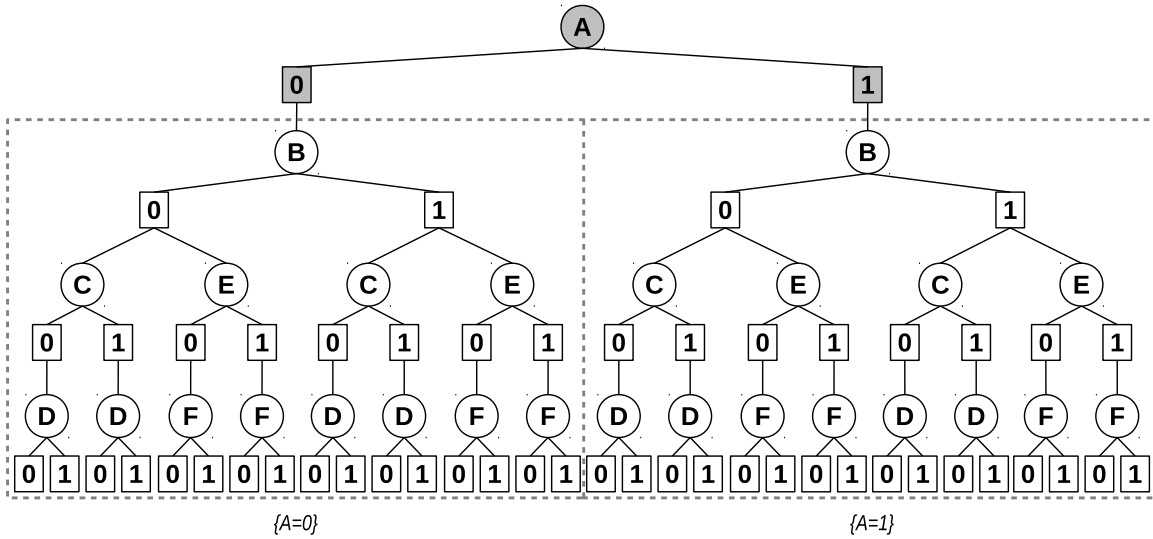 A
0 1
B B
0 1 0 1
C E C E C E C E
0 1 0 1 0 1 0 1 0 1 0 1 0 1 0 1
D D F F D D F F D D F F D D F F
0 1 0 1 0 1 0 1 0 1 0 1 0 1 0 1 0 1 0 1 0 1 0 1 0 1 0 1 0 1 0 1
{A=0} {A=1}